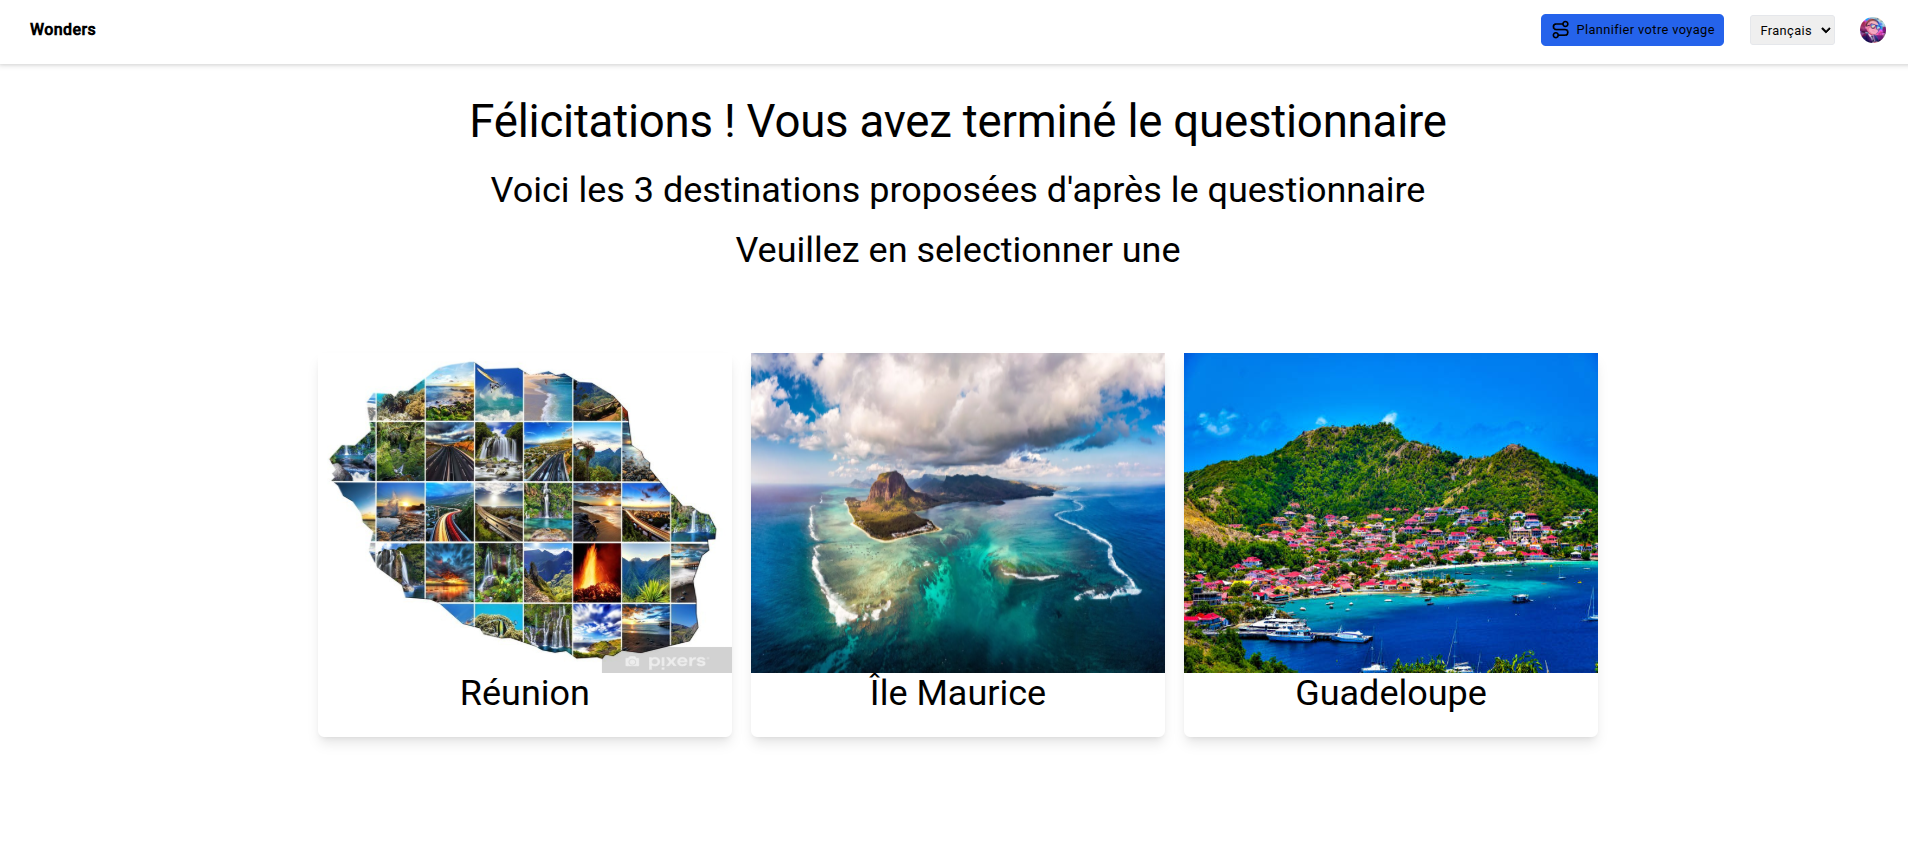 Wonders
Plannifier votre voyage
Français
Félicitations ! Vous avez terminé le questionnaire
Voici les 3 destinations proposées d'après le questionnaire
Veuillez en selectionner une
pixers
Réunion
Île Maurice
Guadeloupe